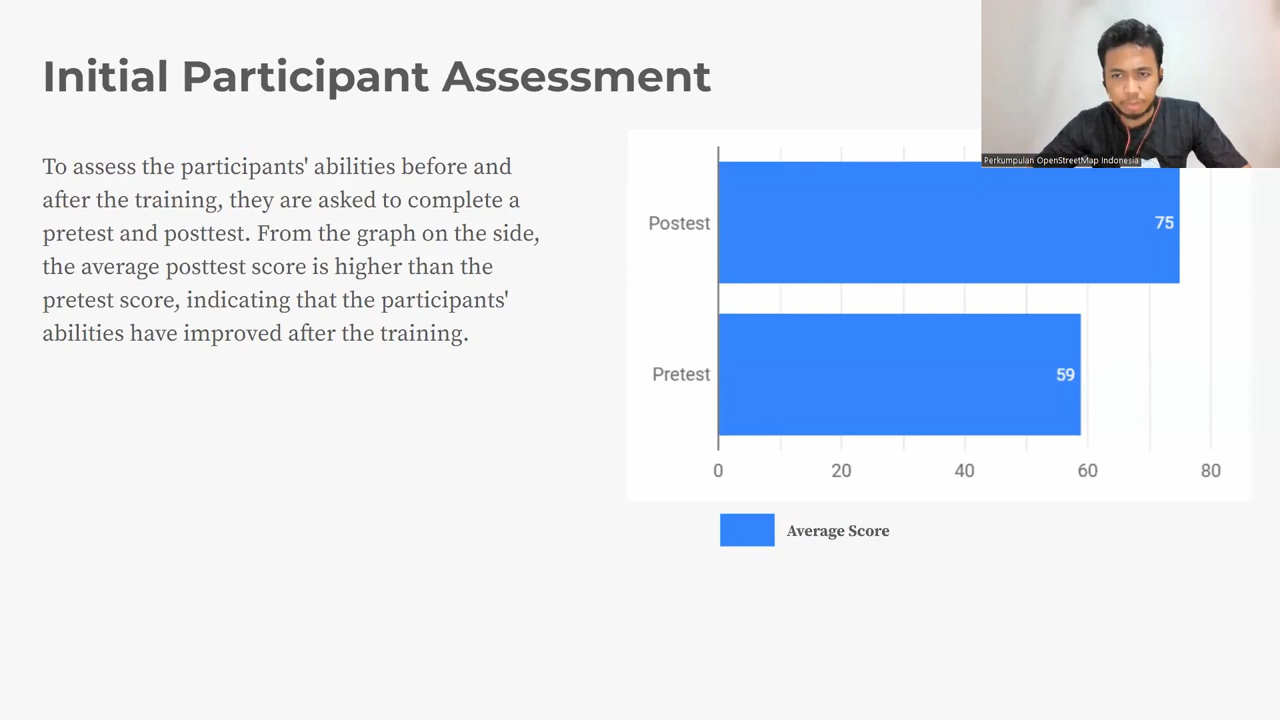 Initial Participant Assessment
To assess the participants' abilities before and
after the training, they are asked to complete a
pretest and posttest. From the graph on the side,
the average posttest score is higher than the
pretest score, indicating that the participants'
abilities have improved after the training.
Perkumpulan OpenStreetMap Indonesia
Postest
75
Pretest
59
0 20 40 60 80
Average Score